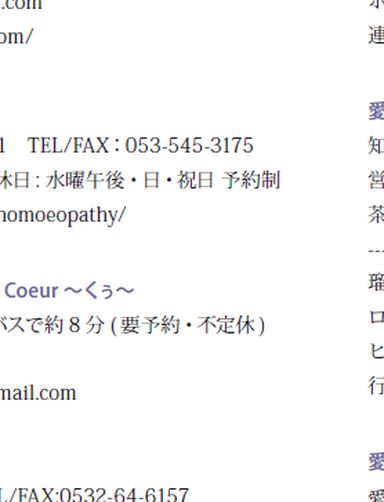 .com
om/
1 TEL/FAX : 053-545-3175
休日 : 水曜午後・日・祝日 予約制
homoeopathy/
Coeur ～くぅ～
バスで約 8 分 ( 要予約・不定休 )
mail.com
L/FAX:0532-64-6157
連
愛
知
営
茶
---
瑠
ロ
ヒ
行
愛